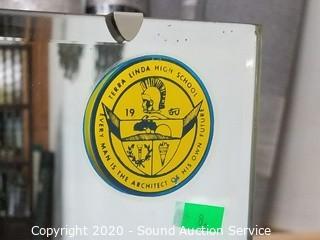 TERRA LINDA HIGH SCHOOL
19 60
EVERY MAN IS THE ARCHITECT OF HIS OWN FUTURE
Copyright 2020 - Sound Auction Service